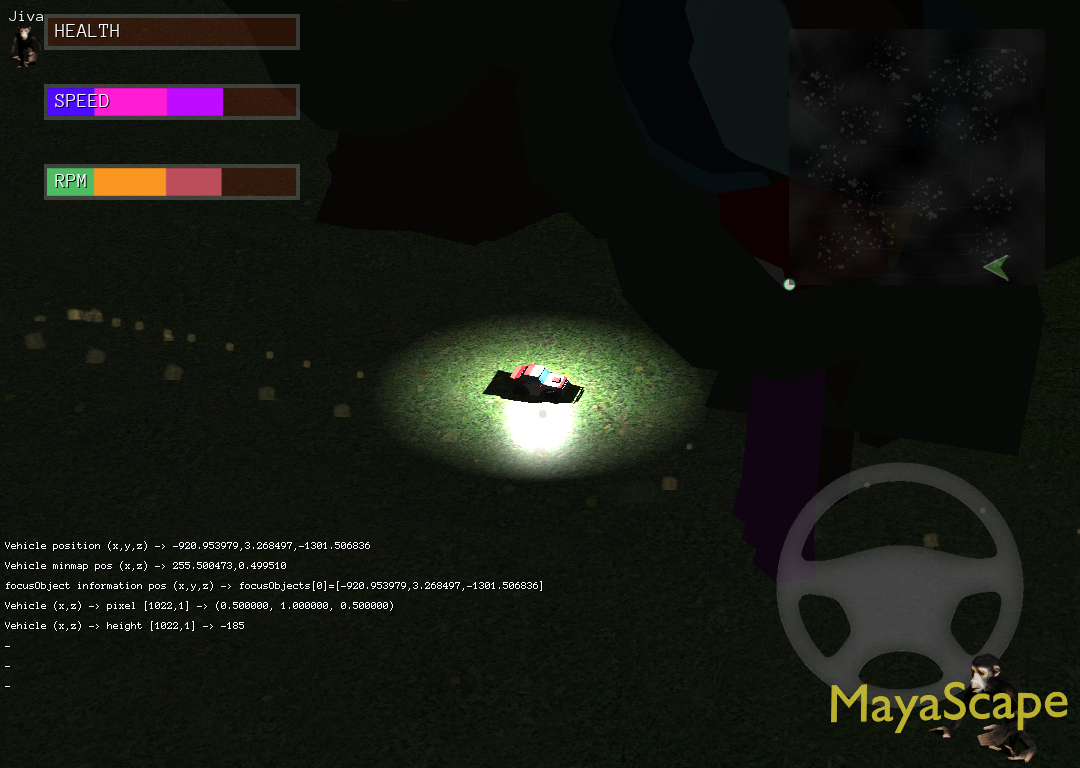 Jiva
HEALTH
SPEED
RPM
Vehicle position (x,y,z) -> -920.953979,3.268497,-1301.506836
Vehicle minmap pos (x,z) -> 255.500473,0.499510
focusObject information pos (x,y,z) -> focusObjects[0]=[-920.953979,3.268497,-1301.506836]
Vehicle (x,z) -> pixel [1022,1] -> (0.500000, 1.000000, 0.500000)
Vehicle (x,z) -> height [1022,1] -> -185
-
-
-
MayaScape